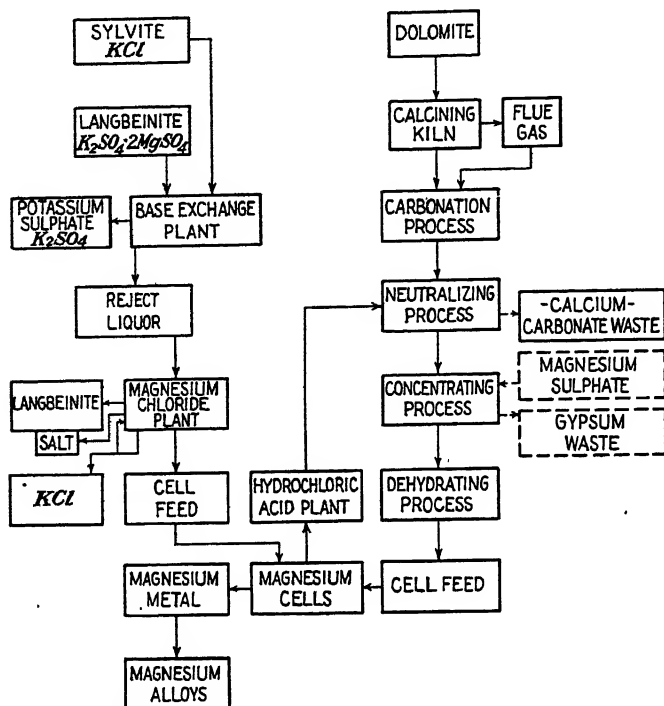 SYLVITE
KCl
LANGBEINITE
K₂SO₄·2MgSO₄
POTASSIUM
SULPHATE
K₂SO₄
BASE EXCHANGE
PLANT
REJECT
LIQUOR
LANGBEINITE
SALT
KCl
MAGNESIUM
CHLORIDE
PLANT
CELL
FEED
DOLOMITE
CALCINING
KILN
FLUE
GAS
CARBONATION
PROCESS
NEUTRALIZING
PROCESS
-CALCIUM-
CARBONATE WASTE
CONCENTRATING
PROCESS
MAGNESIUM
SULPHATE
GYPSUM
WASTE
DEHYDRATING
PROCESS
HYDROCHLORIC
ACID PLANT
CELL FEED
MAGNESIUM
CELLS
MAGNESIUM
METAL
MAGNESIUM
ALLOYS